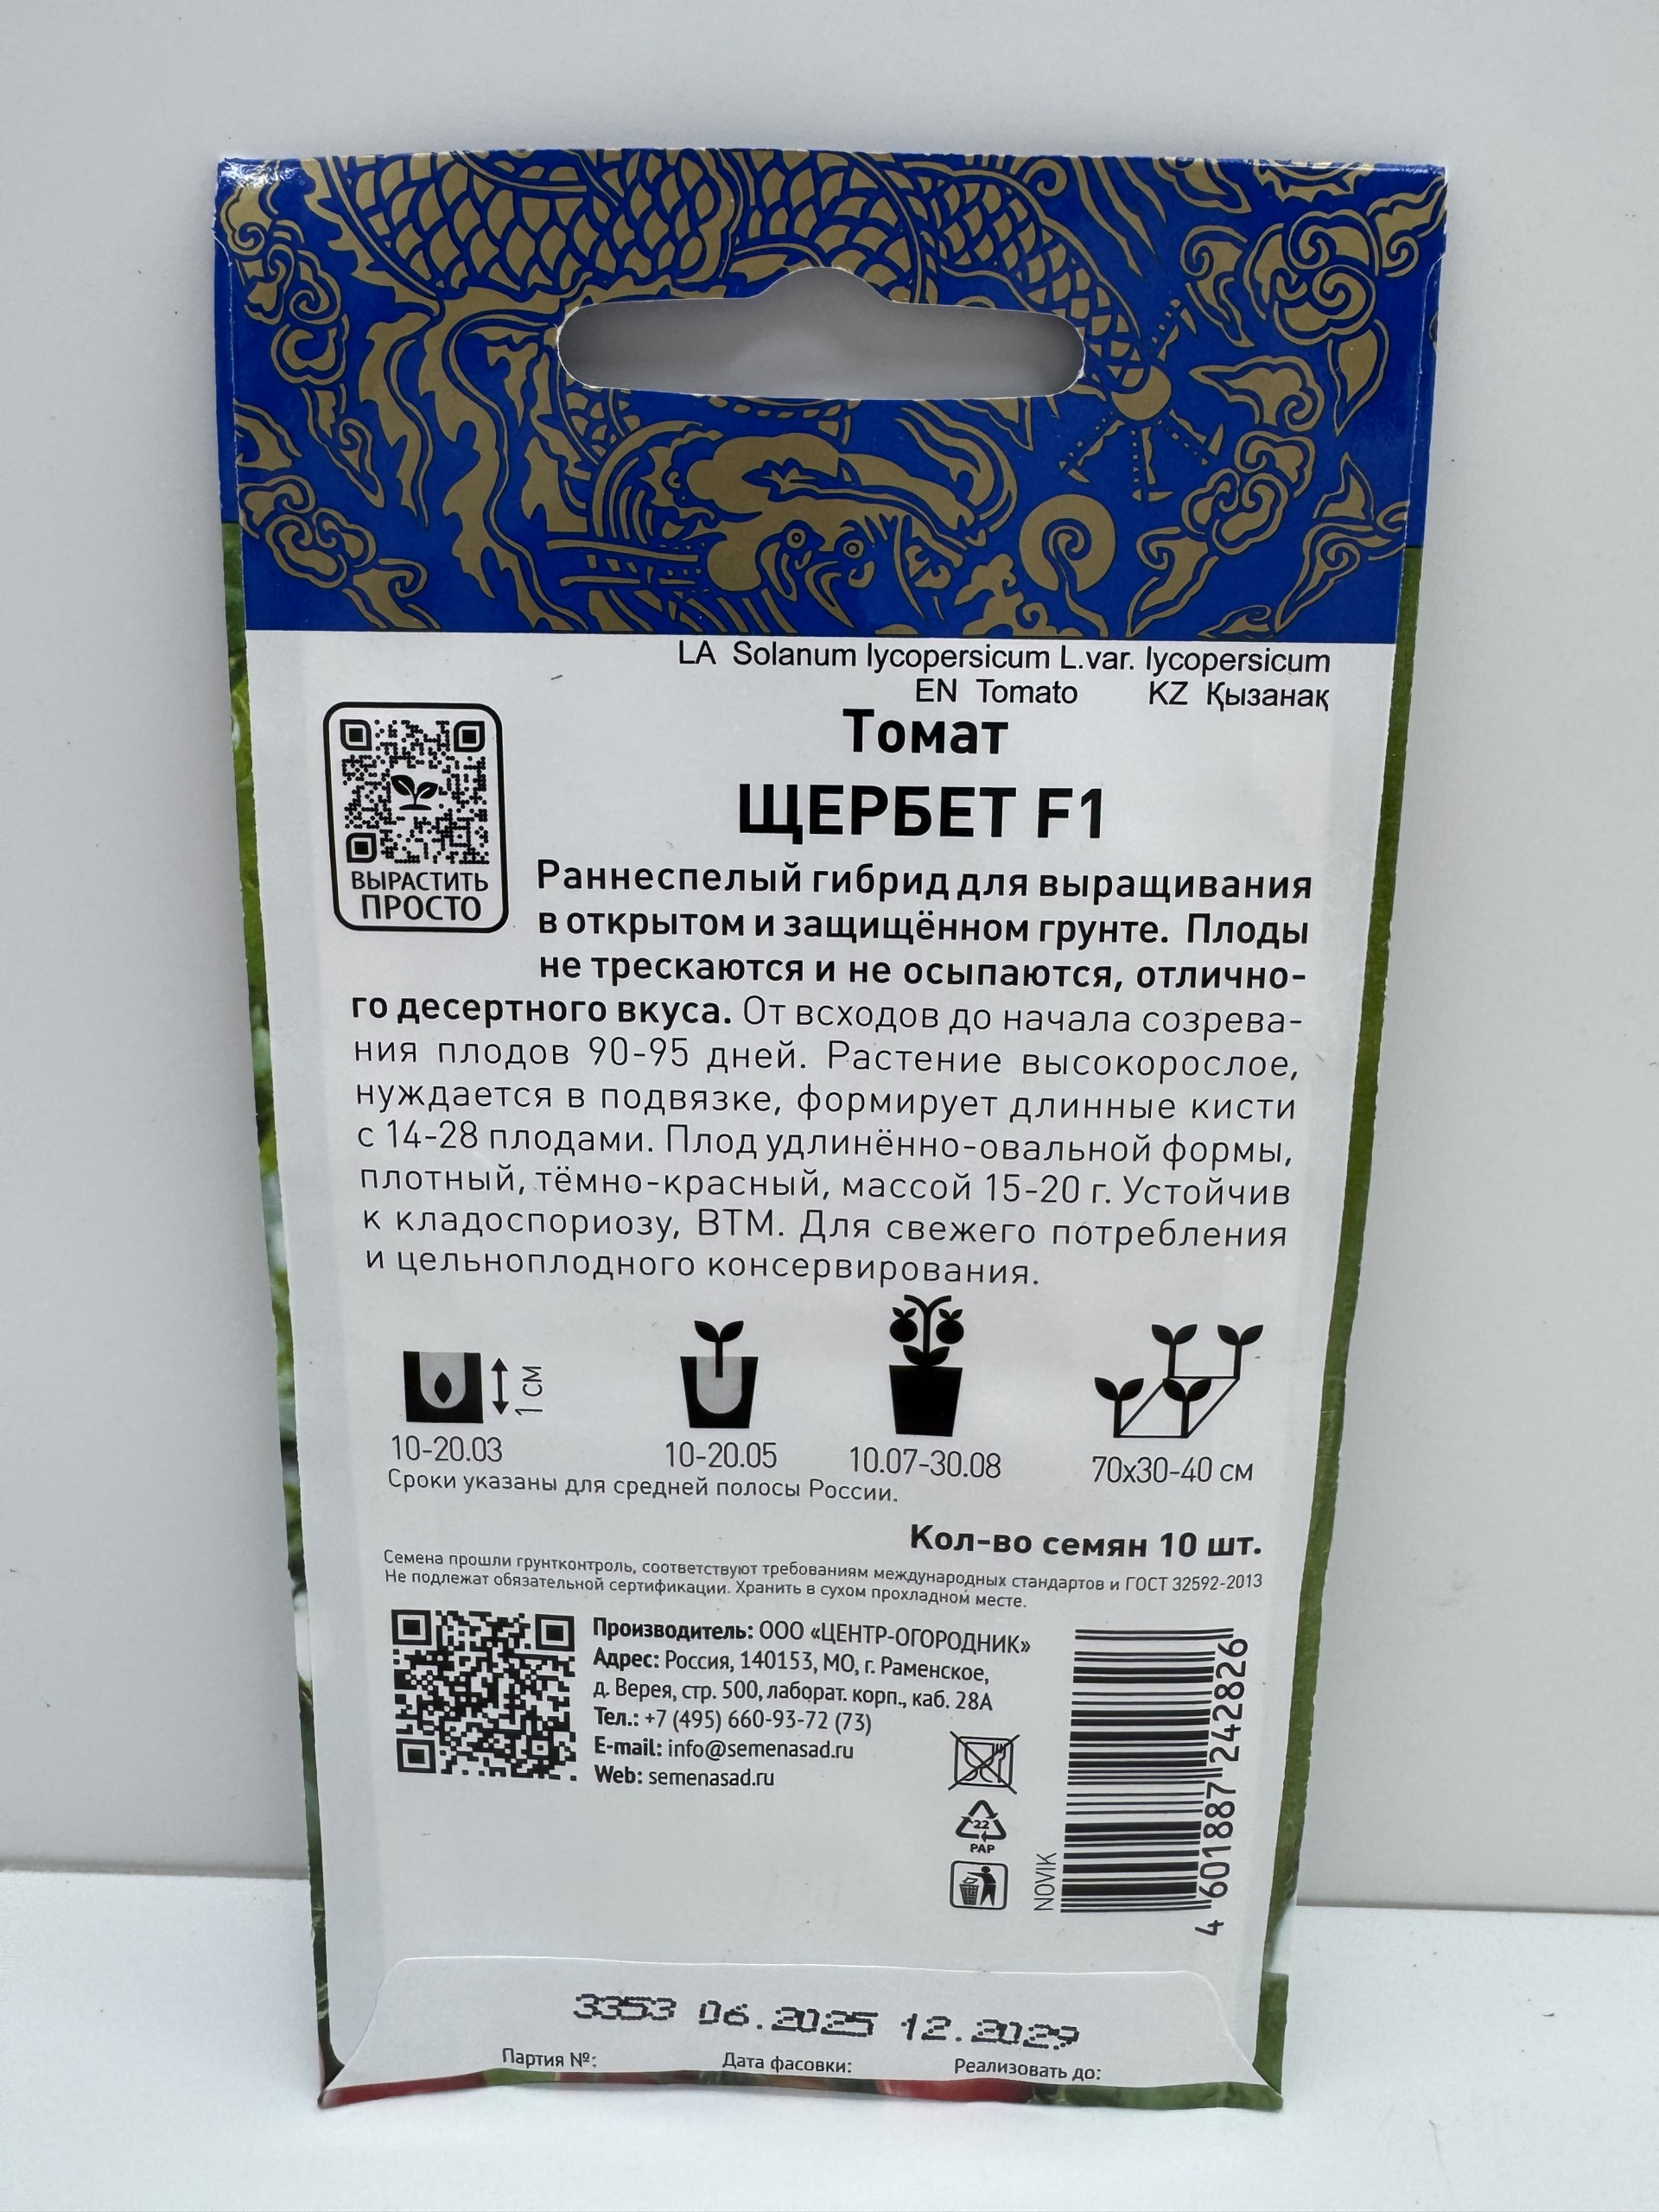 LA Solanum lycopersicum L.var. lycopersicum
EN Tomato KZ Қызанақ
Томат
ЩЕРБЕТ F1
ВЫРАСТИТЬ
ПРОСТО
Раннеспелый гибрид для выращивания
в открытом и защищённом грунте. Плоды
не трескаются и не осыпаются, отлично-
го десертного вкуса. От всходов до начала созрева-
ния плодов 90-95 дней. Растение высокорослое,
нуждается в подвязке, формирует длинные кисти
с 14-28 плодами. Плод удлинённо-овальной формы,
плотный, тёмно-красный, массой 15-20 г. Устойчив
к кладоспориозу, ВТМ. Для свежего потребления
и цельноплодного консервирования.
1 см
10-20.03 10-20.05 10.07-30.08 70х30-40 см
Сроки указаны для средней полосы России.
Кол-во семян 10 шт.
Семена прошли грунтконтроль, соответствуют требованиям международных стандартов и ГОСТ 32592-2013
Не подлежат обязательной сертификации. Хранить в сухом прохладном месте.
Производитель: ООО «ЦЕНТР-ОГОРОДНИК»
Адрес: Россия, 140153, МО, г. Раменское,
д. Верея, стр. 500, лаборат. корп., каб. 28А
Тел.: +7 (495) 660-93-72 (73)
E-mail: info@semenasad.ru
Web: semenasad.ru
22
PAP
NOVIK
4 601887 242826
3353 06.2025 12.2029
Партия №: Дата фасовки: Реализовать до: